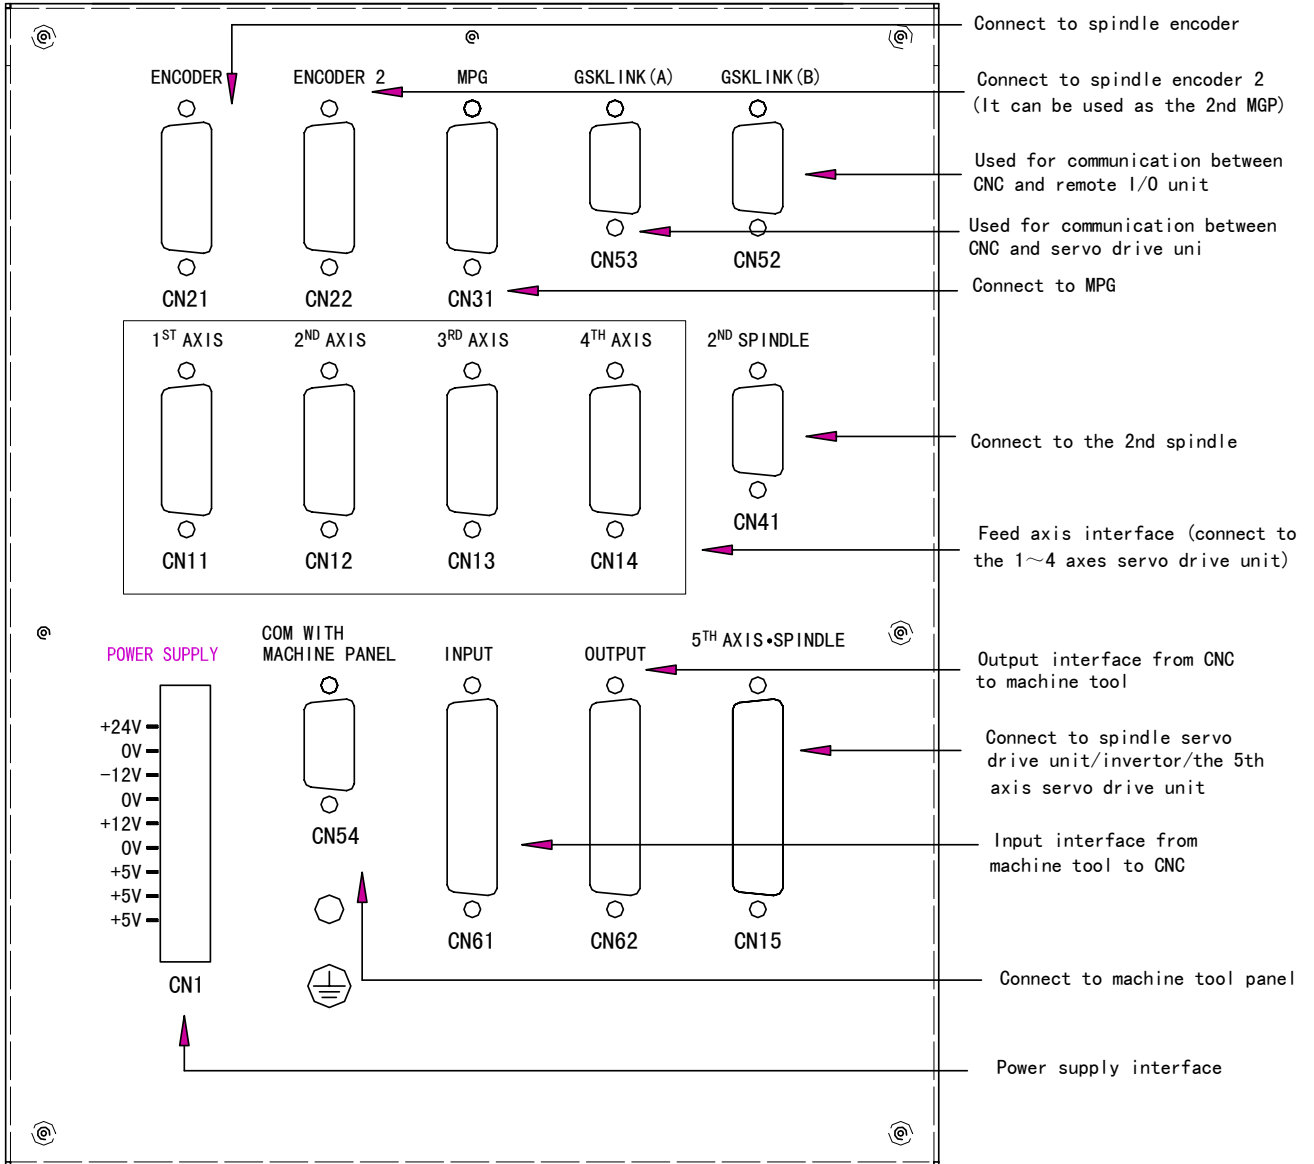 Connect to spindle encoder
ENCODER
ENCODER 2
MPG
GSKLINK(A)
GSKLINK(B)
Connect to spindle encoder 2
(It can be used as the 2nd MGP)
Used for communication between
CNC and remote I/O unit
Used for communication between
CNC and servo drive uni
CN53
CN52
CN21
CN22
CN31
Connect to MPG
1ST AXIS
2ND AXIS
3RD AXIS
4TH AXIS
2ND SPINDLE
Connect to the 2nd spindle
CN41
CN11
CN12
CN13
CN14
Feed axis interface (connect to
the 1～4 axes servo drive unit)
POWER SUPPLY
COM WITH
MACHINE PANEL
INPUT
OUTPUT
5TH AXIS•SPINDLE
Output interface from CNC
to machine tool
+24V
0V
−12V
0V
+12V
0V
+5V
+5V
+5V
Connect to spindle servo
drive unit/invertor/the 5th
axis servo drive unit
CN54
Input interface from
machine tool to CNC
CN61
CN62
CN15
CN1
Connect to machine tool panel
Power supply interface